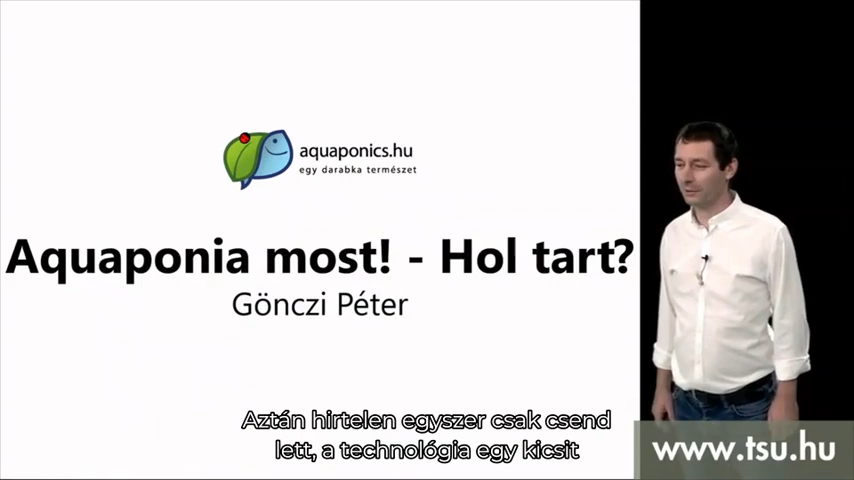 aquaponics.hu
egy darabka természet
Aquaponia most! - Hol tart?
Gönczi Péter
Aztán hirtelen egyszer csak csend
lett, a technológia egy kicsit
www.tsu.hu